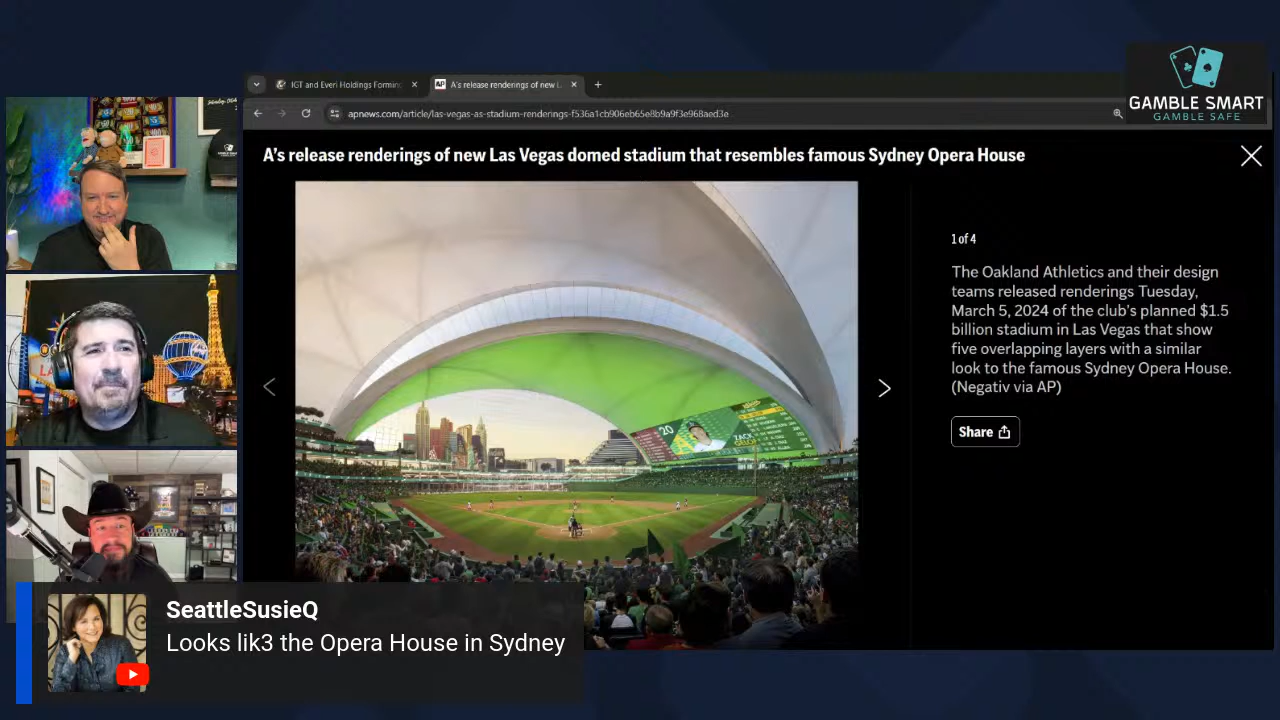 IGT and Everi Holdings Forming
A's release renderings of new L
apnews.com/article/las-vegas-as-stadium-renderings-f536a1cb906eb65e8b9a9f3e968aed3e
GAMBLE SMART
GAMBLE SAFE
A's release renderings of new Las Vegas domed stadium that resembles famous Sydney Opera House
1 of 4
The Oakland Athletics and their design
teams released renderings Tuesday,
March 5, 2024 of the club's planned $1.5
billion stadium in Las Vegas that show
five overlapping layers with a similar
look to the famous Sydney Opera House.
(Negativ via AP)
Share
20
ZACK
GELOF
SeattleSusieQ
Looks lik3 the Opera House in Sydney